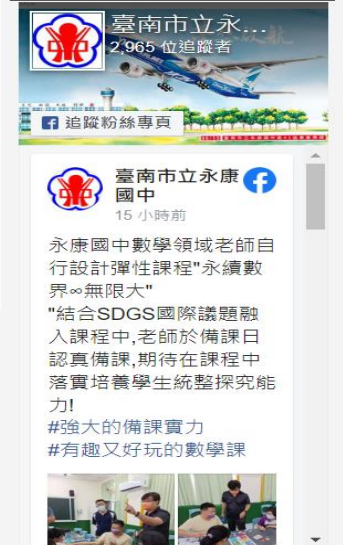 臺南市立永...
2,965 位追蹤者
追蹤粉絲專頁
臺南市立永康
國中
15 小時前
永康國中數學領域老師自
行設計彈性課程"永續數
界∞無限大"
"結合SDGS國際議題融
入課程中,老師於備課日
認真備課,期待在課程中
落實培養學生統整探究能
力!
#強大的備課實力
#有趣又好玩的數學課